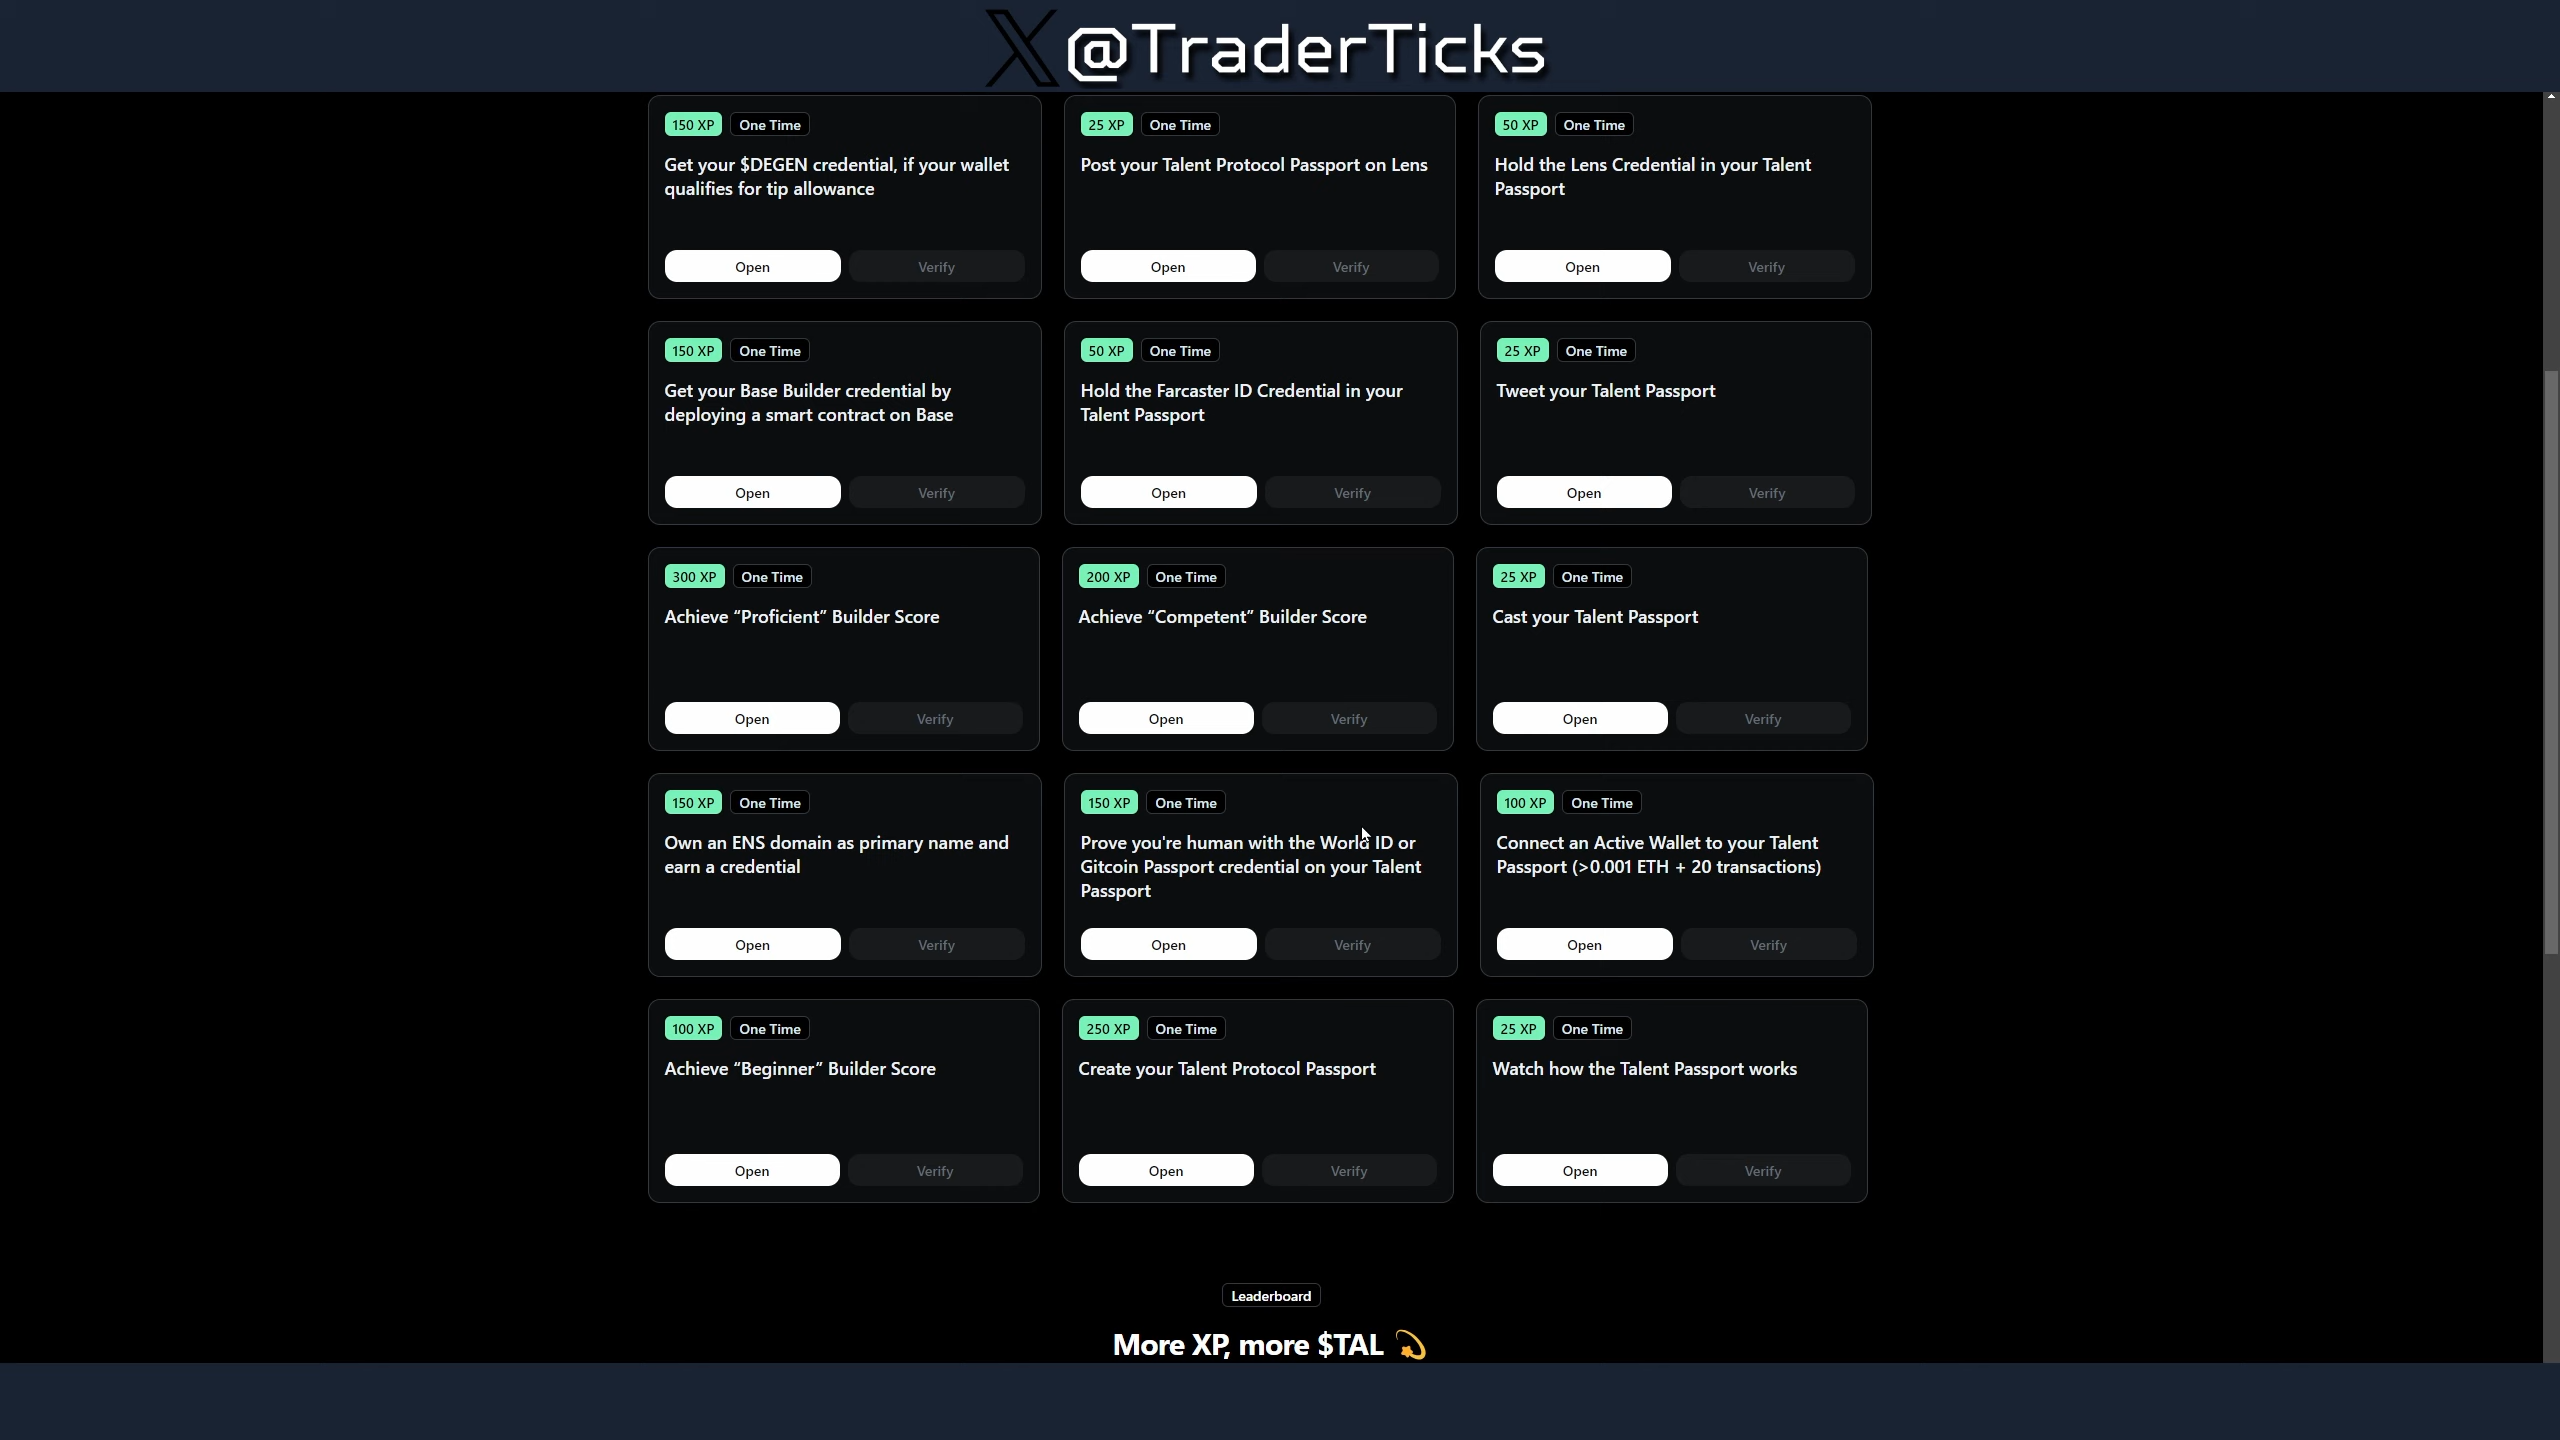 @TraderTicks
150 XP One Time
Get your $DEGEN credential, if your wallet
qualifies for tip allowance
Open Verify
25 XP One Time
Post your Talent Protocol Passport on Lens
Open Verify
50 XP One Time
Hold the Lens Credential in your Talent
Passport
Open Verify
150 XP One Time
Get your Base Builder credential by
deploying a smart contract on Base
Open Verify
50 XP One Time
Hold the Farcaster ID Credential in your
Talent Passport
Open Verify
25 XP One Time
Tweet your Talent Passport
Open Verify
300 XP One Time
Achieve “Proficient” Builder Score
Open Verify
200 XP One Time
Achieve “Competent” Builder Score
Open Verify
25 XP One Time
Cast your Talent Passport
Open Verify
150 XP One Time
Own an ENS domain as primary name and
earn a credential
Open Verify
150 XP One Time
Prove you're human with the World ID or
Gitcoin Passport credential on your Talent
Passport
Open Verify
100 XP One Time
Connect an Active Wallet to your Talent
Passport (>0.001 ETH + 20 transactions)
Open Verify
100 XP One Time
Achieve “Beginner” Builder Score
Open Verify
250 XP One Time
Create your Talent Protocol Passport
Open Verify
25 XP One Time
Watch how the Talent Passport works
Open Verify
Leaderboard
More XP, more $TAL 💫